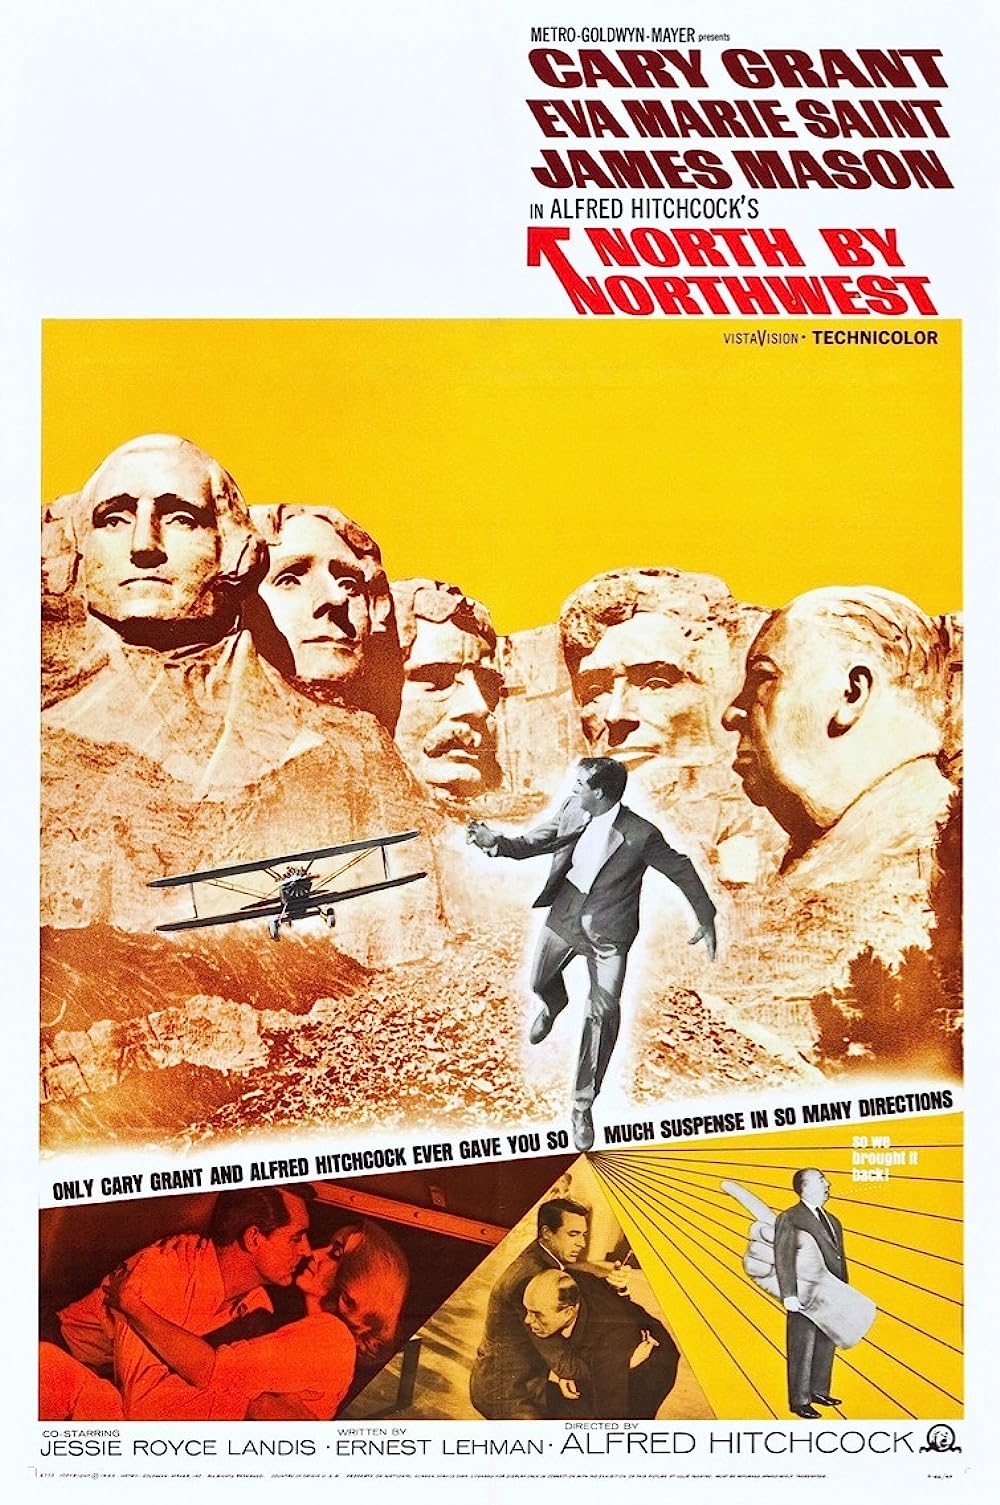 METRO-GOLDWYN-MAYER presents
CARY GRANT
EVA MARIE SAINT
JAMES MASON
IN ALFRED HITCHCOCK'S
NORTH BY
NORTHWEST
VISTAVISION • TECHNICOLOR
ONLY CARY GRANT AND ALFRED HITCHCOCK EVER GAVE YOU SO MUCH SUSPENSE IN SO MANY DIRECTIONS
so we
brought it
back!
CO-STARRING
JESSIE ROYCE LANDIS • WRITTEN BY ERNEST LEHMAN • DIRECTED BY ALFRED HITCHCOCK